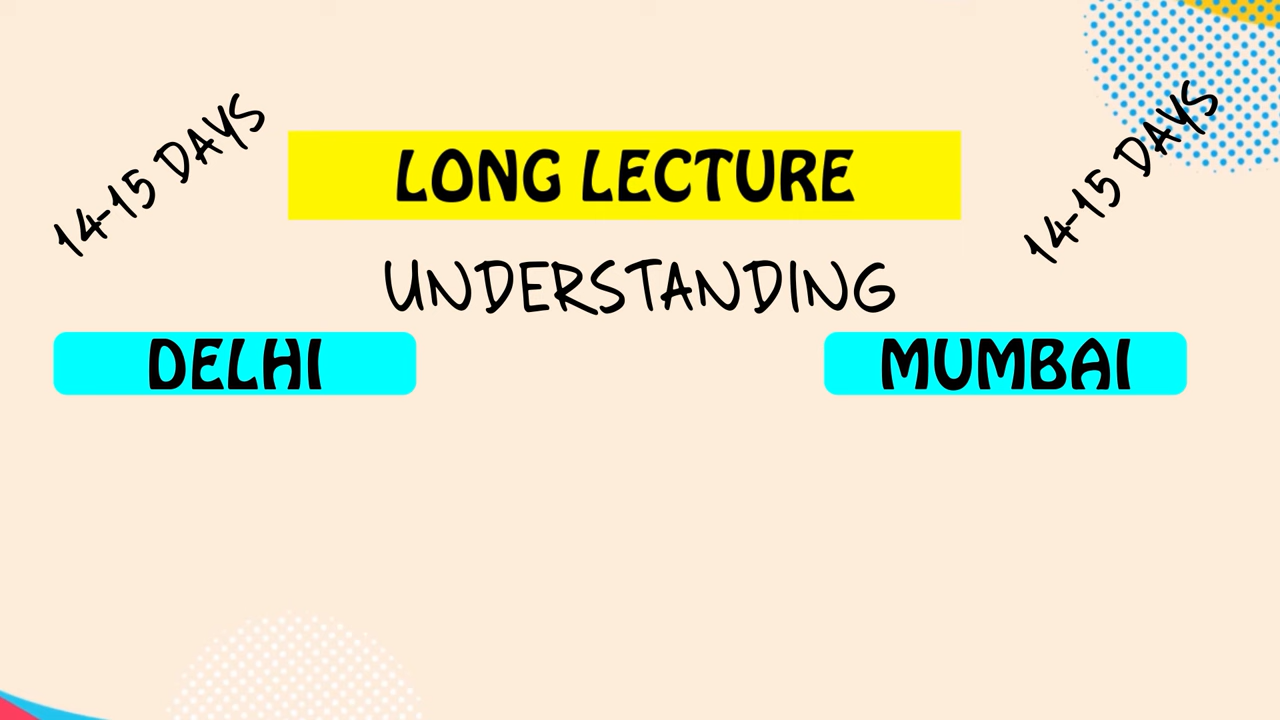 14-15 DAYS
14-15 DAYS
LONG LECTURE
UNDERSTANDING
DELHI
MUMBAI